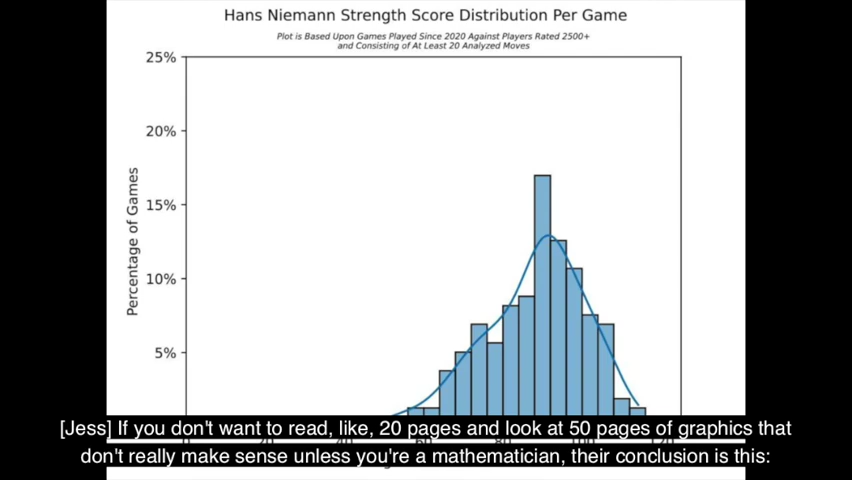 Hans Niemann Strength Score Distribution Per Game
Plot is Based Upon Games Played Since 2020 Against Players Rated 2500+
and Consisting of At Least 20 Analyzed Moves
25%
20%
15%
10%
5%
Percentage of Games
[Jess] If you don't want to read, like, 20 pages and look at 50 pages of graphics that
don't really make sense unless you're a mathematician, their conclusion is this: